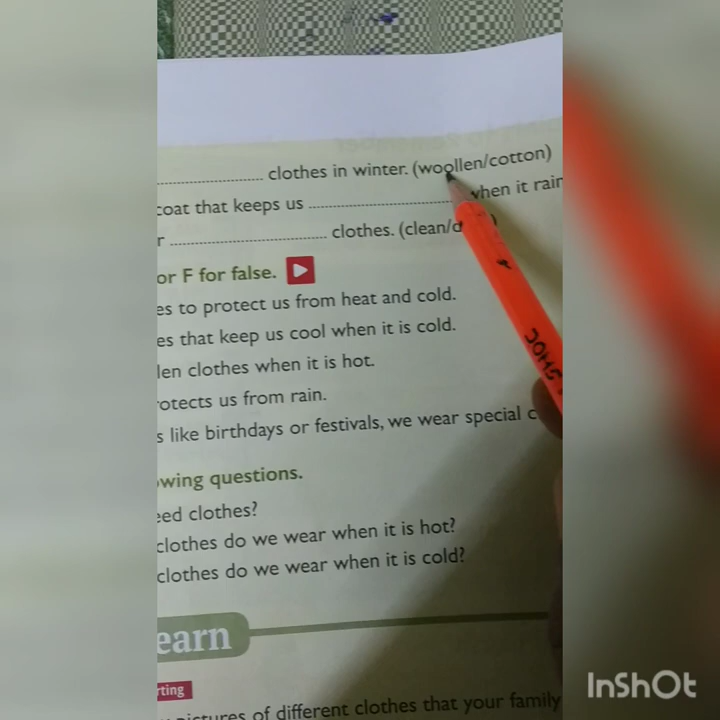 clothes in winter. (woollen/cotton)
coat that keeps us when it rain
r clothes. (clean/d )
or F for false.
es to protect us from heat and cold.
es that keep us cool when it is cold.
len clothes when it is hot.
otects us from rain.
s like birthdays or festivals, we wear special c
wing questions.
eed clothes?
clothes do we wear when it is hot?
clothes do we wear when it is cold?
earn
rting
pictures of different clothes that your family
DOMS
InShOt